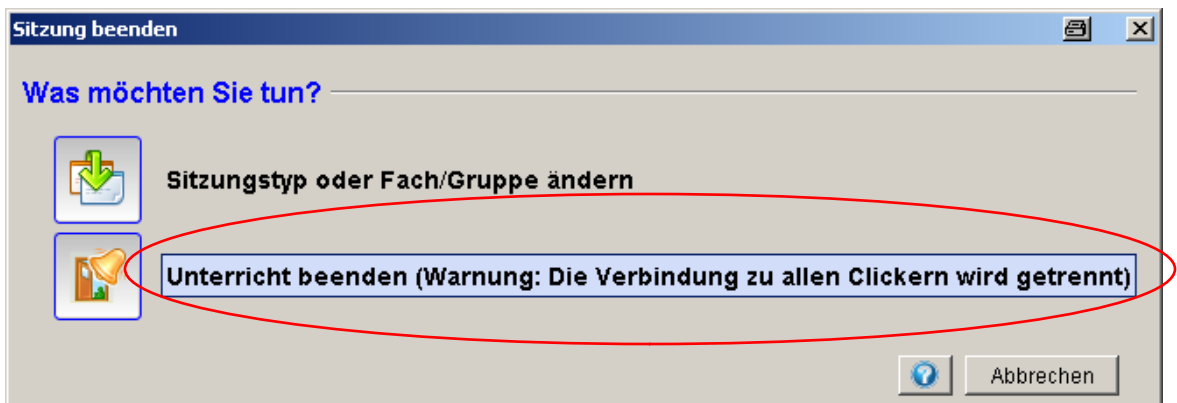 Sitzung beenden
Was möchten Sie tun?
Sitzungstyp oder Fach/Gruppe ändern
Unterricht beenden (Warnung: Die Verbindung zu allen Clickern wird getrennt)
Abbrechen